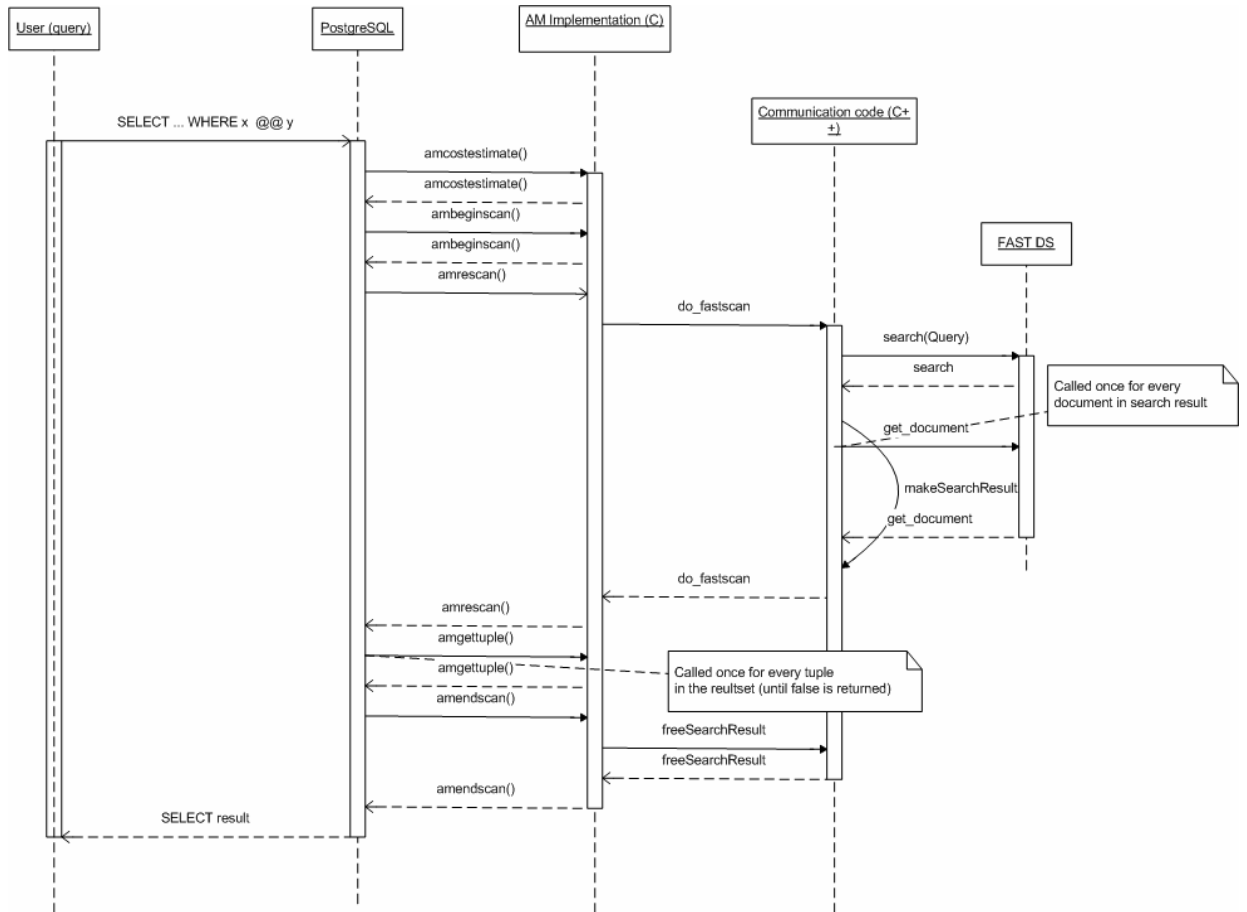 User (query)
PostgreSQL
AM Implementation (C)
Communication code (C+
+)
FAST DS
SELECT ... WHERE x @@ y
amcostestimate()
amcostestimate()
ambeginscan()
ambeginscan()
amrescan()
do_fastscan
search(Query)
search
Called once for every
document in search result
get_document
makeSearchResult
get_document
do_fastscan
amrescan()
amgettuple()
Called once for every tuple
in the reultset (until false is returned)
amgettuple()
amendscan()
freeSearchResult
freeSearchResult
amendscan()
SELECT result